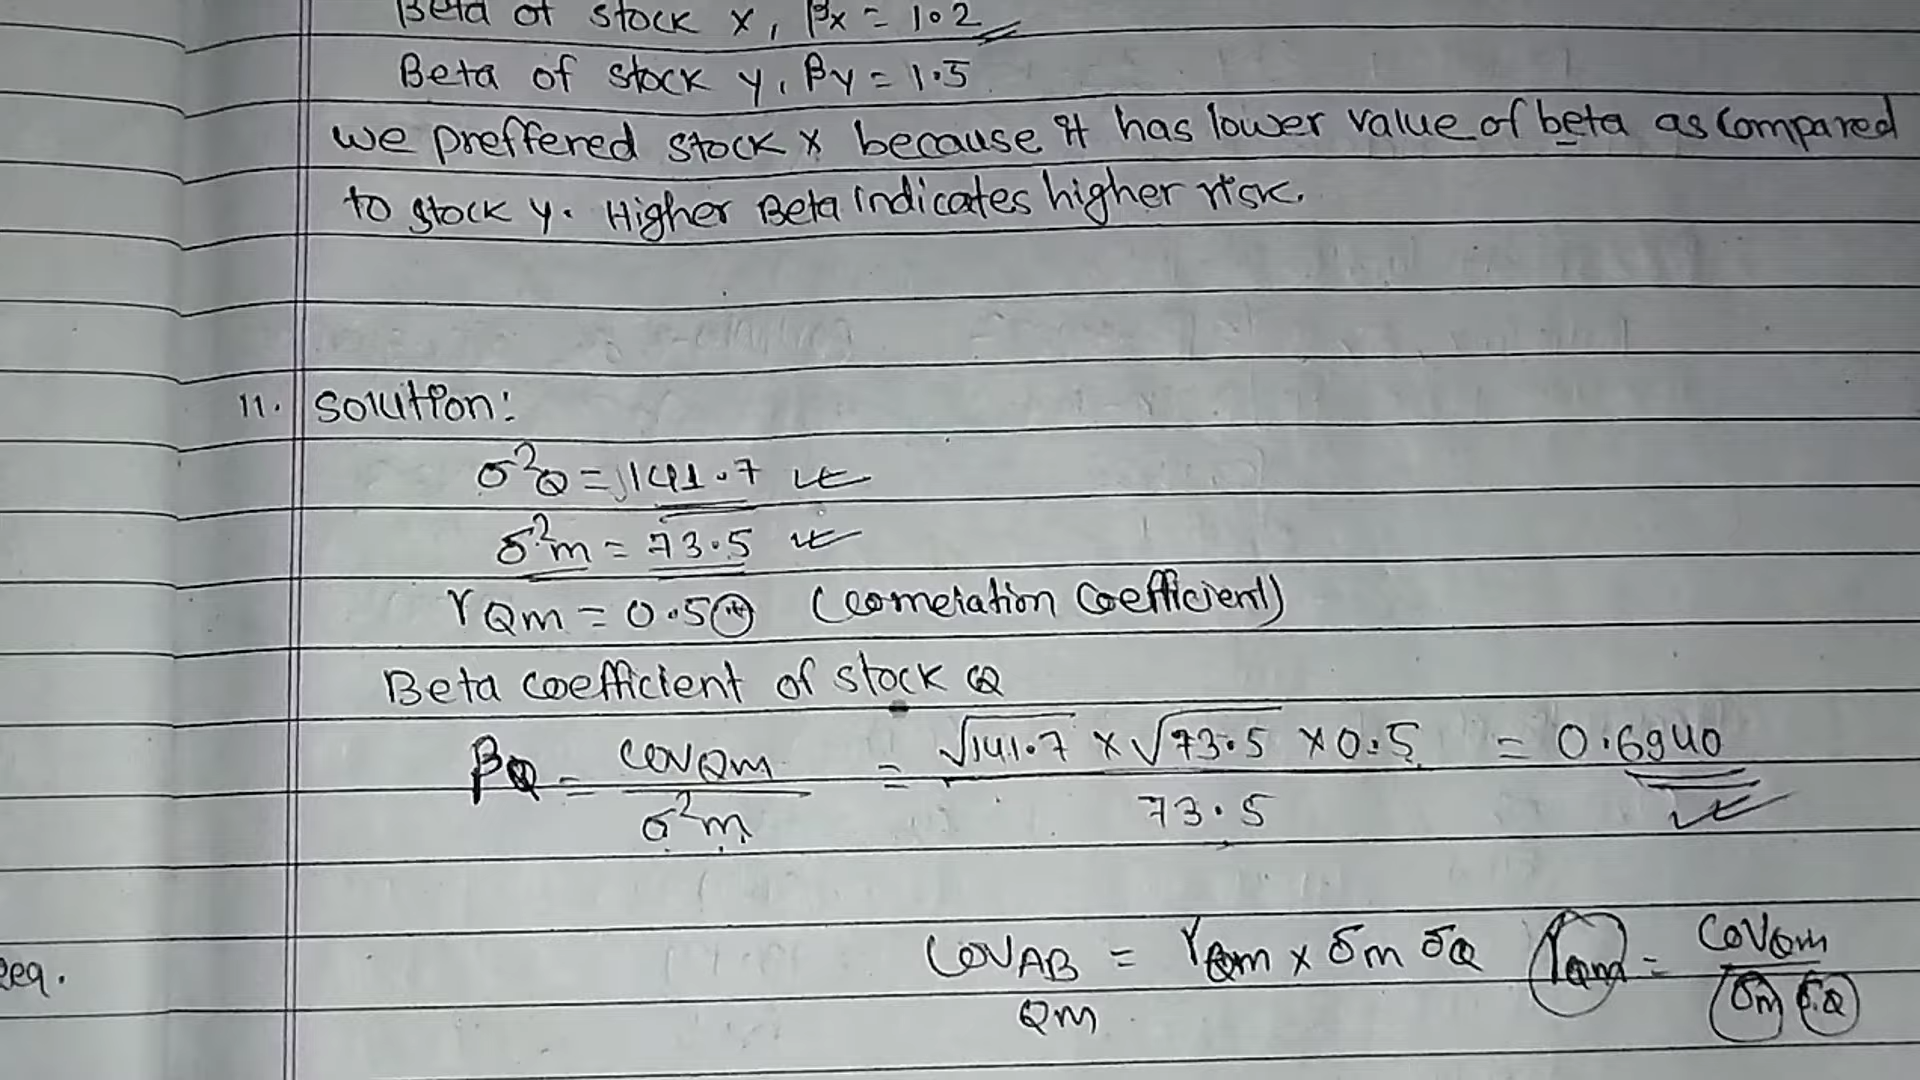 Beta of stock x, βx = 1.2
Beta of stock y, βy = 1.5
we preffered stock x because it has lower value of beta as compared
to stock y. Higher Beta indicates higher risk.
11. solution:
σ²Q = 141.7
σ²m = 73.5
rQm = 0.5 (correlation coefficient)
Beta coefficient of stock Q
βQ = covQm / σ²m = √141.7 × √73.5 × 0.5 / 73.5 = 0.6940
CovAB = rQm × σm σQ rQm = CovQm / σm σQ
Qm